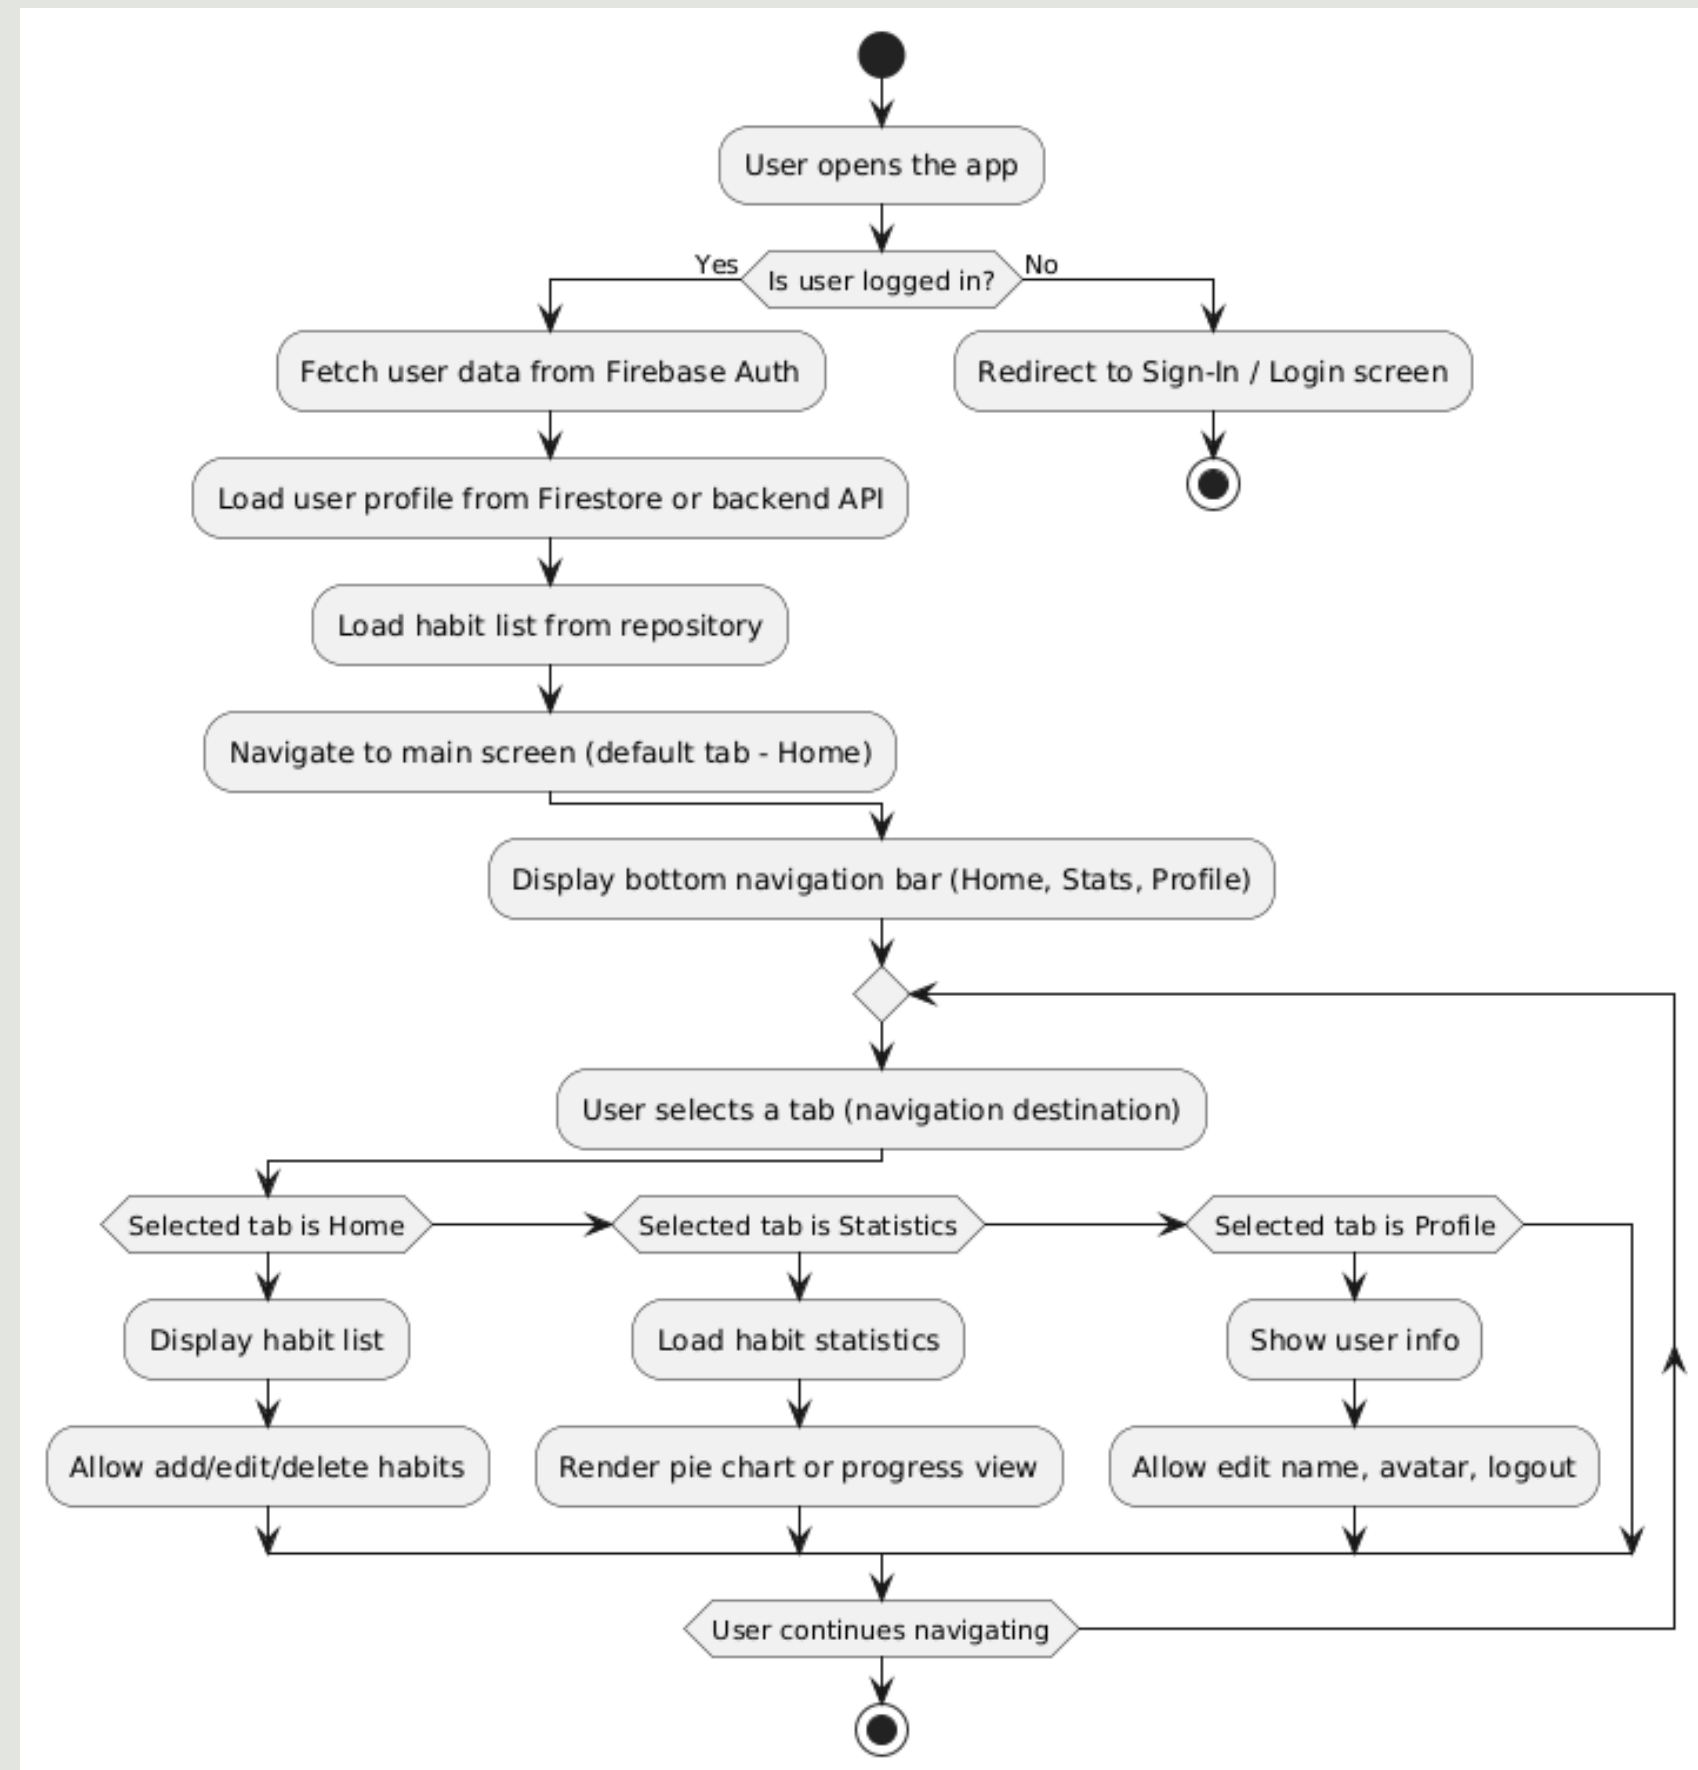 User opens the app
Yes
Is user logged in?
No
Fetch user data from Firebase Auth
Redirect to Sign-In / Login screen
Load user profile from Firestore or backend API
Load habit list from repository
Navigate to main screen (default tab - Home)
Display bottom navigation bar (Home, Stats, Profile)
User selects a tab (navigation destination)
Selected tab is Home
Selected tab is Statistics
Selected tab is Profile
Display habit list
Load habit statistics
Show user info
Allow add/edit/delete habits
Render pie chart or progress view
Allow edit name, avatar, logout
User continues navigating